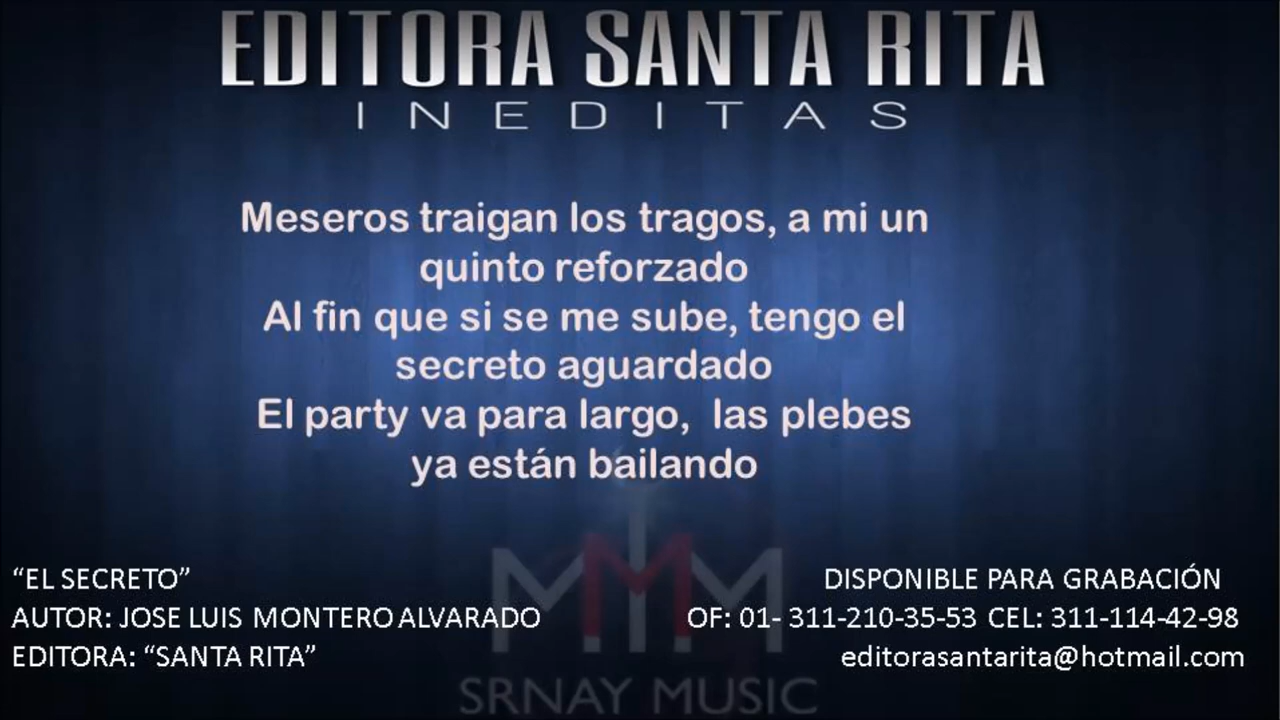 EDITORA SANTA RITA
INEDITAS
Meseros traigan los tragos, a mi un
quinto reforzado
Al fin que si se me sube, tengo el
secreto aguardado
El party va para largo, las plebes
ya están bailando
“EL SECRETO”
AUTOR: JOSE LUIS MONTERO ALVARADO
EDITORA: “SANTA RITA”
DISPONIBLE PARA GRABACIÓN
OF: 01- 311-210-35-53 CEL: 311-114-42-98
editorasantarita@hotmail.com
MMM
SRNAY MUSIC